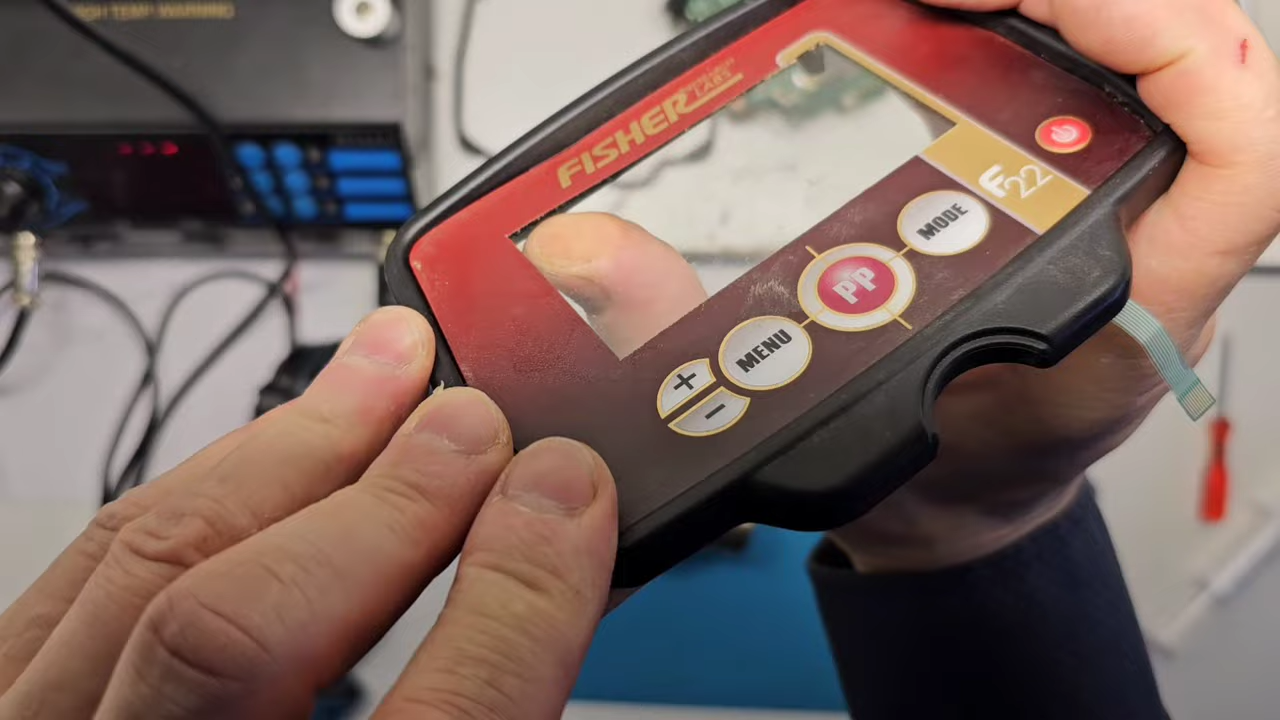 HIGH TEMP WARNING
FISHER
LABS
F22
MODE
PP
MENU
+
-